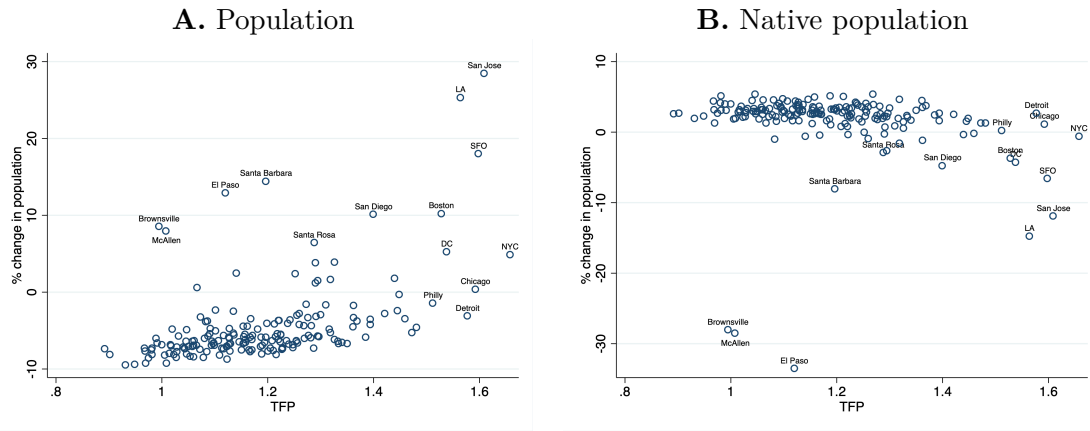 A. Population
% change in population
30
20
10
0
-10
San Jose
LA
SFO
Santa Barbara
El Paso
San Diego
Boston
Brownsville
McAllen
Santa Rosa
DC
NYC
Chicago
Philly
Detroit
.8 1 1.2 1.4 1.6
TFP
B. Native population
% change in population
10
0
-10
-20
-30
Detroit
Chicago
Philly
NYC
Santa Rosa
Boston
San Diego
SFO
Santa Barbara
San Jose
LA
Brownsville
McAllen
El Paso
.8 1 1.2 1.4 1.6
TFP